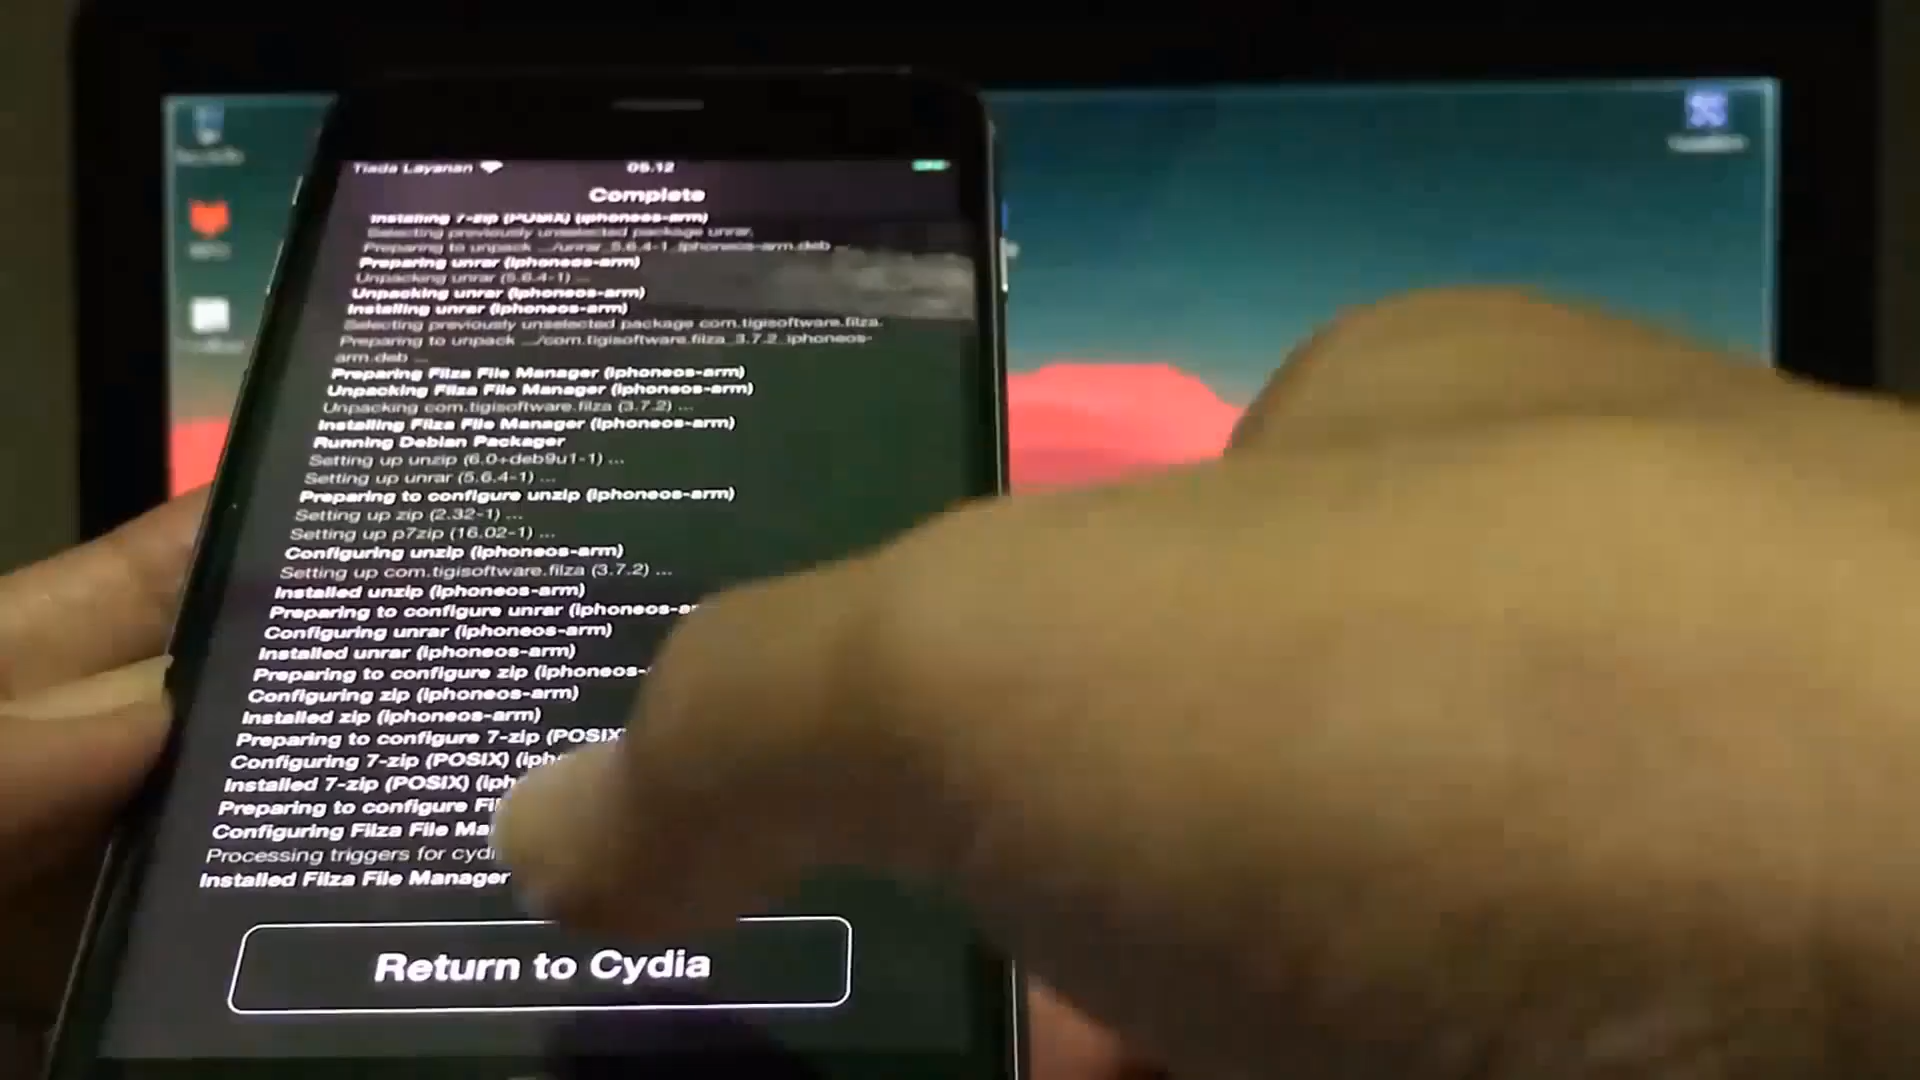 Tiada Layanan 05.12
Complete
Installing 7-zip (POSIX) (iphoneos-arm)
Selecting previously unselected package unrar.
Preparing to unpack .../unrar_5.6.4-1_iphoneos-arm.deb ...
Preparing unrar (iphoneos-arm)
Unpacking unrar (5.6.4-1) ...
Unpacking unrar (iphoneos-arm)
Installing unrar (iphoneos-arm)
Selecting previously unselected package com.tigisoftware.filza.
Preparing to unpack .../com.tigisoftware.filza_3.7.2_iphoneos-
arm.deb ...
Preparing Filza File Manager (iphoneos-arm)
Unpacking Filza File Manager (iphoneos-arm)
Unpacking com.tigisoftware.filza (3.7.2) ...
Installing Filza File Manager (iphoneos-arm)
Running Debian Packager
Setting up unzip (6.0+deb9u1-1) ...
Setting up unrar (5.6.4-1) ...
Preparing to configure unzip (iphoneos-arm)
Setting up zip (2.32-1) ...
Setting up p7zip (16.02-1) ...
Configuring unzip (iphoneos-arm)
Setting up com.tigisoftware.filza (3.7.2) ...
Installed unzip (iphoneos-arm)
Preparing to configure unrar (iphoneos-ar
Configuring unrar (iphoneos-arm)
Installed unrar (iphoneos-arm)
Preparing to configure zip (iphoneos-
Configuring zip (iphoneos-arm)
Installed zip (iphoneos-arm)
Preparing to configure 7-zip (POSIX)
Configuring 7-zip (POSIX) (iph
Installed 7-zip (POSIX) (iph
Preparing to configure Fil
Configuring Filza File Ma
Processing triggers for cydi
Installed Filza File Manager
Return to Cydia